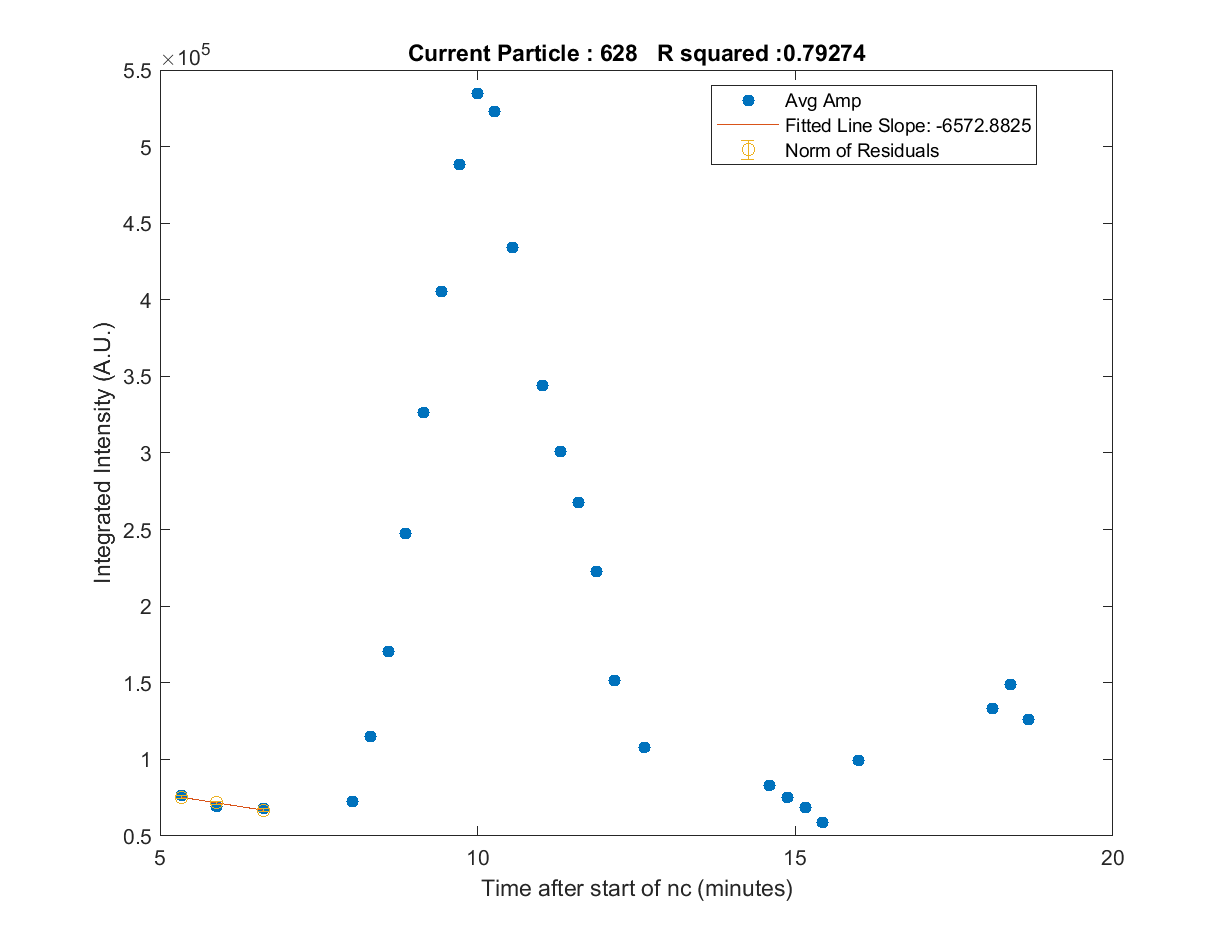 Current Particle : 628 R squared :0.79274
×10^5
5.5
5
4.5
4
3.5
3
2.5
2
1.5
1
0.5
Integrated Intensity (A.U.)
Avg Amp
Fitted Line Slope: -6572.8825
Norm of Residuals
5 10 15 20
Time after start of nc (minutes)